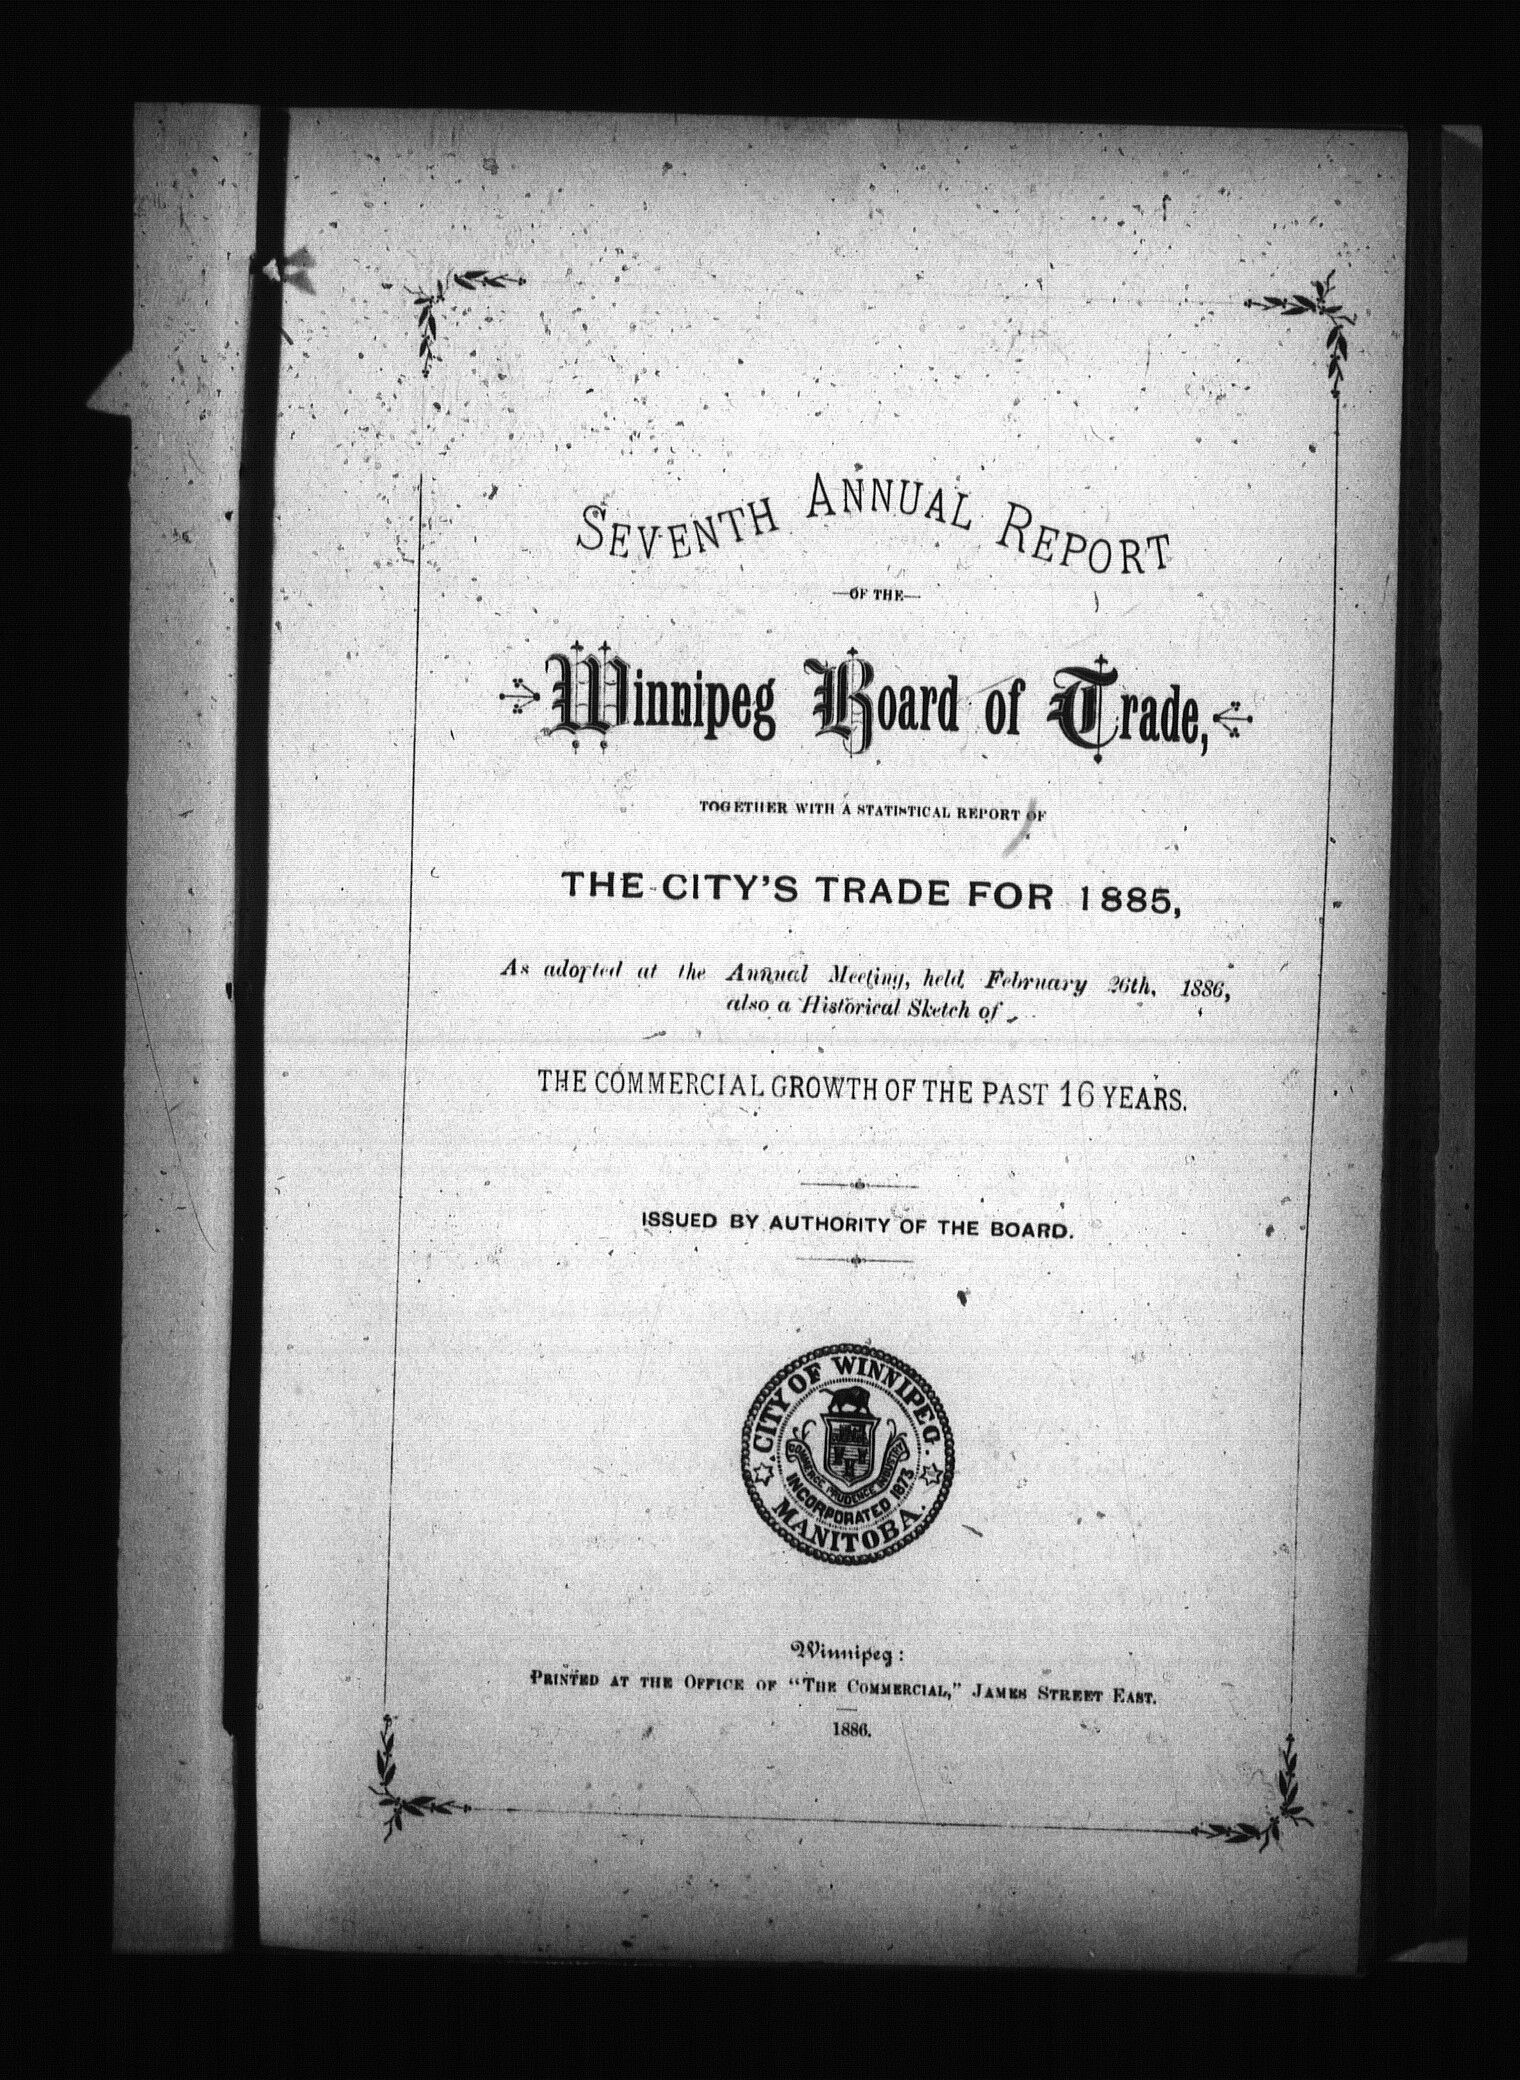 SEVENTH ANNUAL REPORT
—OF THE—
Winnipeg Board of Trade,
TOGETHER WITH A STATISTICAL REPORT OF
THE CITY'S TRADE FOR 1885,
As adopted at the Annual Meeting, held February 26th, 1886,
also a Historical Sketch of
THE COMMERCIAL GROWTH OF THE PAST 16 YEARS.
ISSUED BY AUTHORITY OF THE BOARD.
CITY OF WINNIPEG.
COMMERCE PRUDENCE INDUSTRY
INCORPORATED 1873
MANITOBA.
Winnipeg:
PRINTED AT THE OFFICE OF "THE COMMERCIAL," JAMES STREET EAST.
1886.